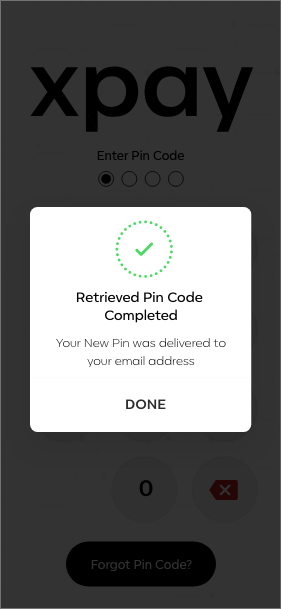 xpay
Enter Pin Code
Retrieved Pin Code
Completed
Your New Pin was delivered to
your email address
DONE
0
Forgot Pin Code?